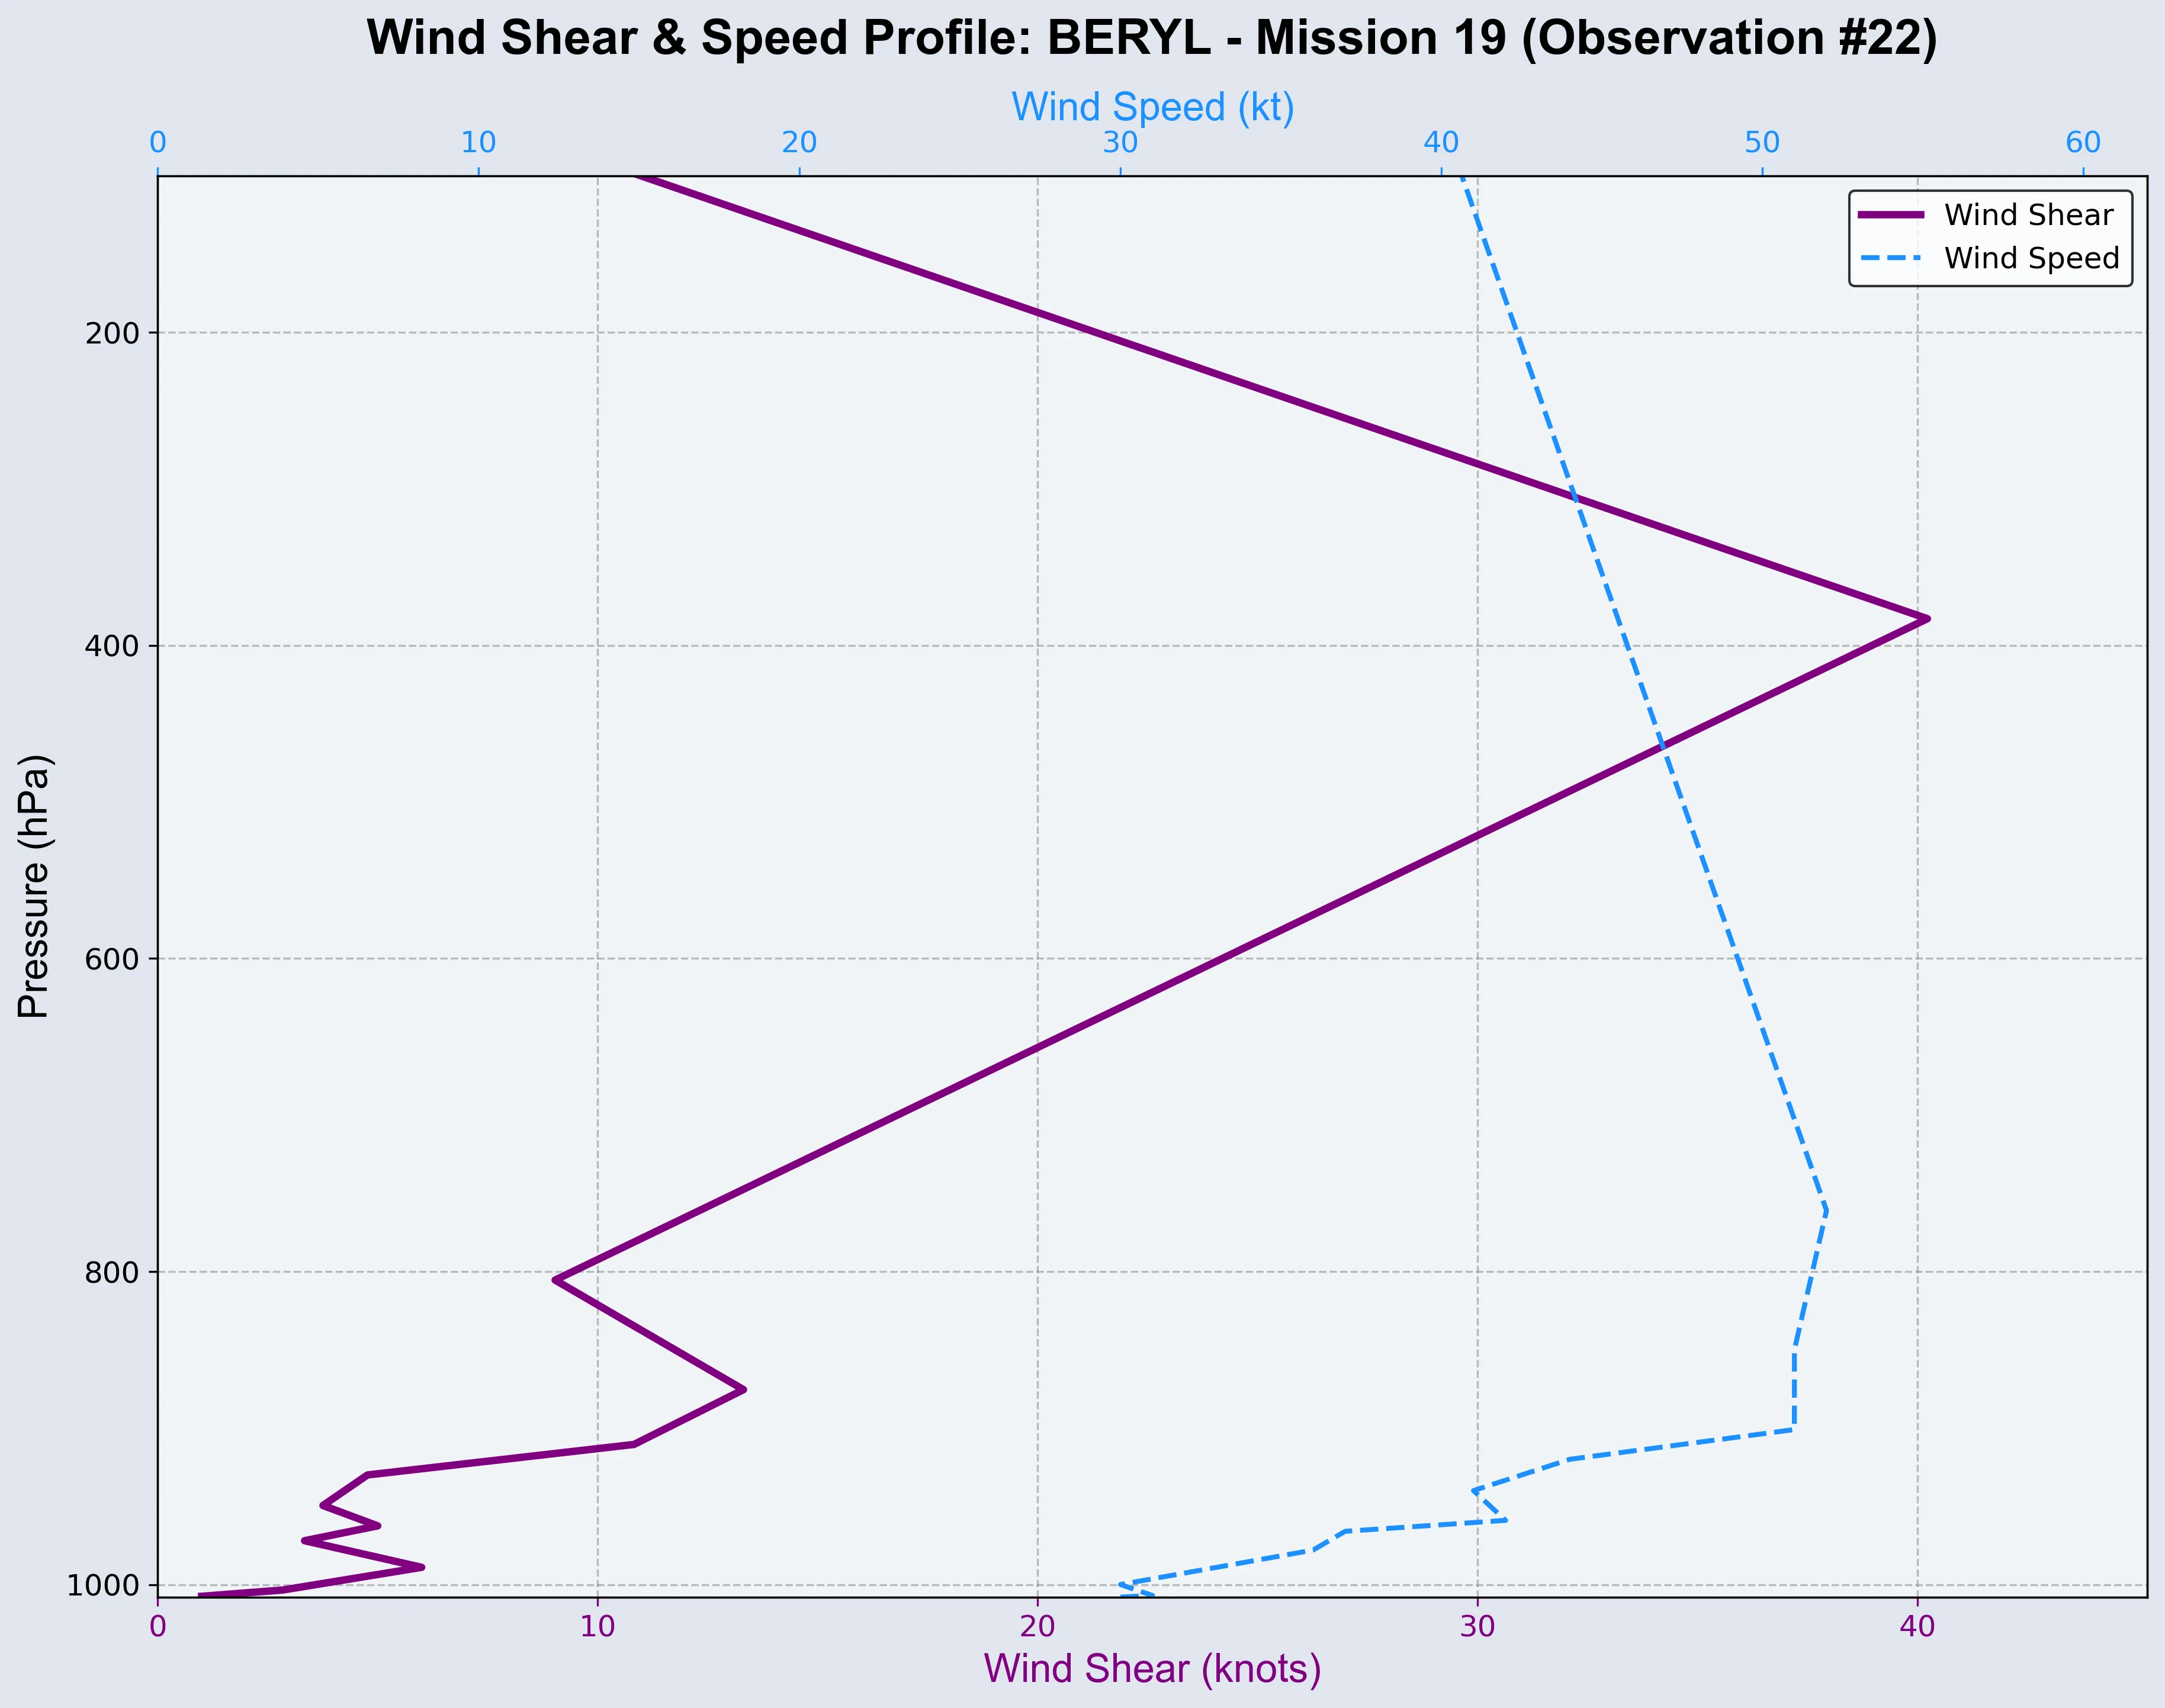 Wind Shear & Speed Profile: BERYL - Mission 19 (Observation #22)
Wind Speed (kt)
0 10 20 30 40 50 60
Wind Shear
Wind Speed
200
400
600
800
1000
Pressure (hPa)
0 10 20 30 40
Wind Shear (knots)